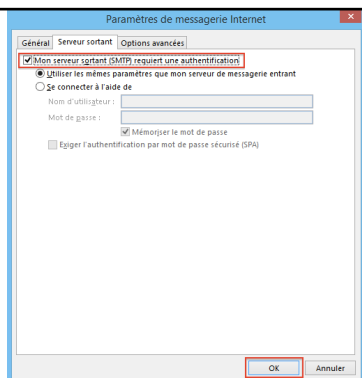 Paramètres de messagerie Internet
Général Serveur sortant Options avancées
Mon serveur sortant (SMTP) requiert une authentification
Utiliser les mêmes paramètres que mon serveur de messagerie entrant
Se connecter à l'aide de
Nom d'utilisateur :
Mot de passe :
Mémoriser le mot de passe
Exiger l'authentification par mot de passe sécurisé (SPA)
OK Annuler